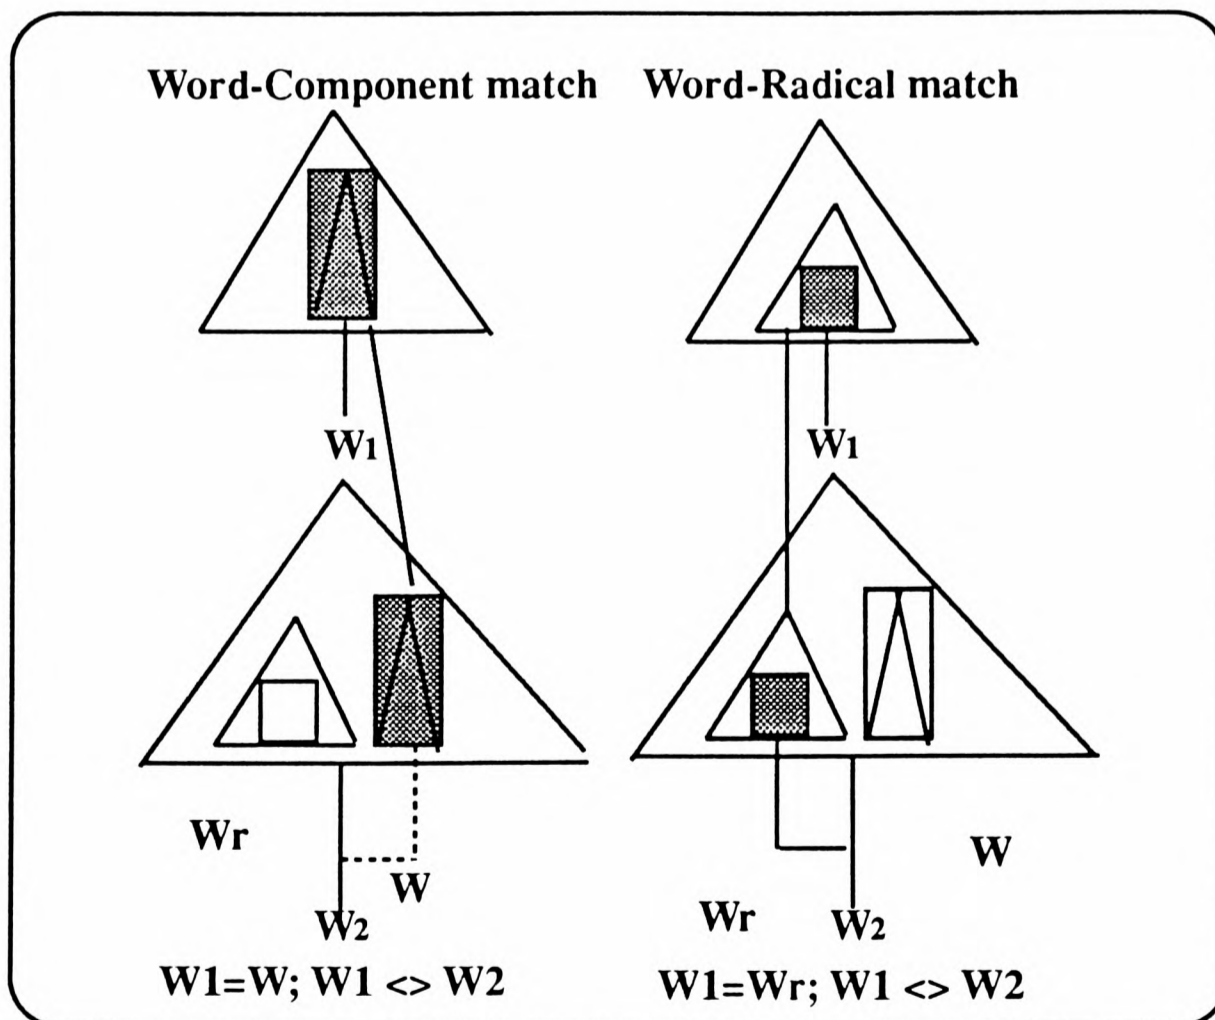 Word-Component match
Word-Radical match
W1
W1
Wr
W
W2
W
Wr
W2
W1=W; W1 <> W2
W1=Wr; W1 <> W2